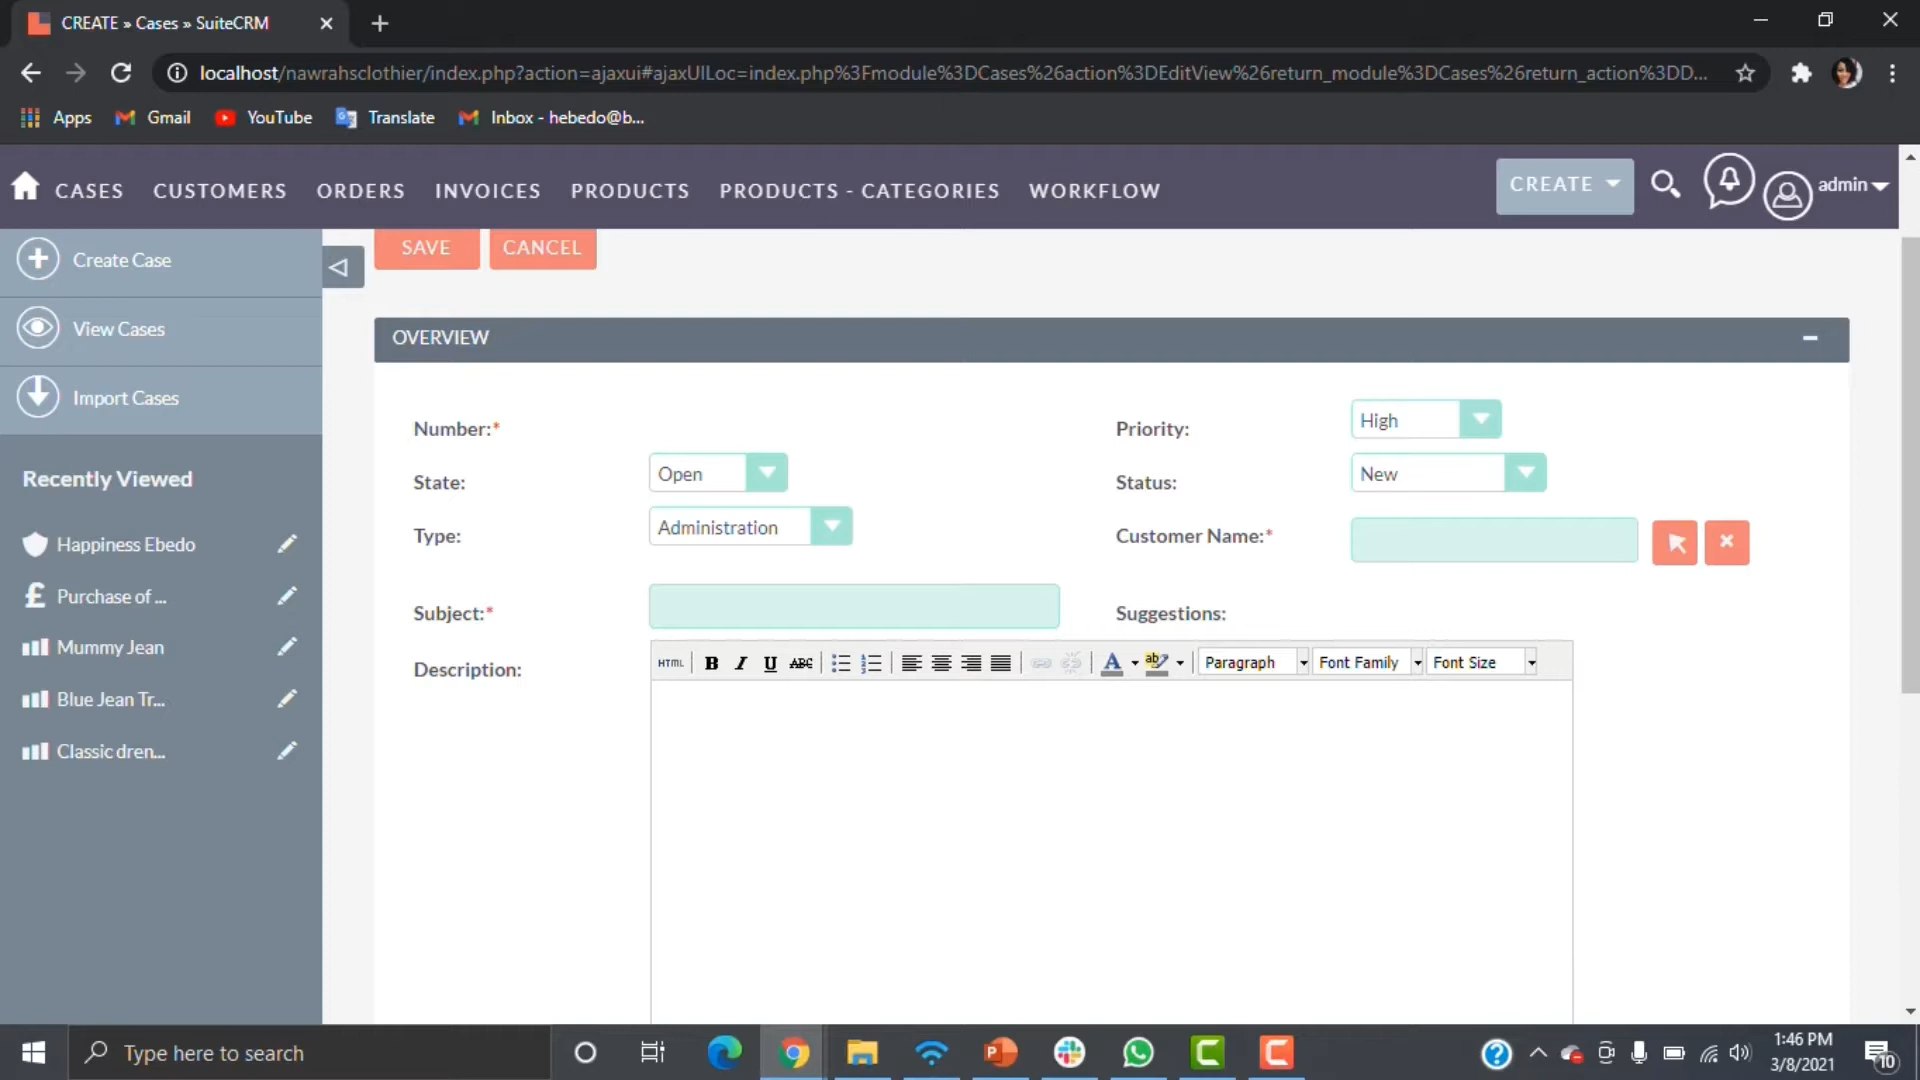 CREATE » Cases » SuiteCRM
localhost/nawrahsclothier/index.php?action=ajaxui#ajaxUILoc=index.php%3Fmodule%3DCases%26action%3DEditView%26return_module%3DCases%26return_action%3DD...
Apps Gmail YouTube Translate Inbox - hebedo@b...
CASES CUSTOMERS ORDERS INVOICES PRODUCTS PRODUCTS - CATEGORIES WORKFLOW CREATE admin
Create Case
View Cases
Import Cases
Recently Viewed
Happiness Ebedo
£ Purchase of ...
Mummy Jean
Blue Jean Tr...
Classic dren...
SAVE CANCEL
OVERVIEW
Number:* Priority: High
State: Open Status: New
Type: Administration Customer Name:*
Subject:* Suggestions:
Description: HTML B I U ABC A ab Paragraph Font Family Font Size
Type here to search
1:46 PM
3/8/2021
10